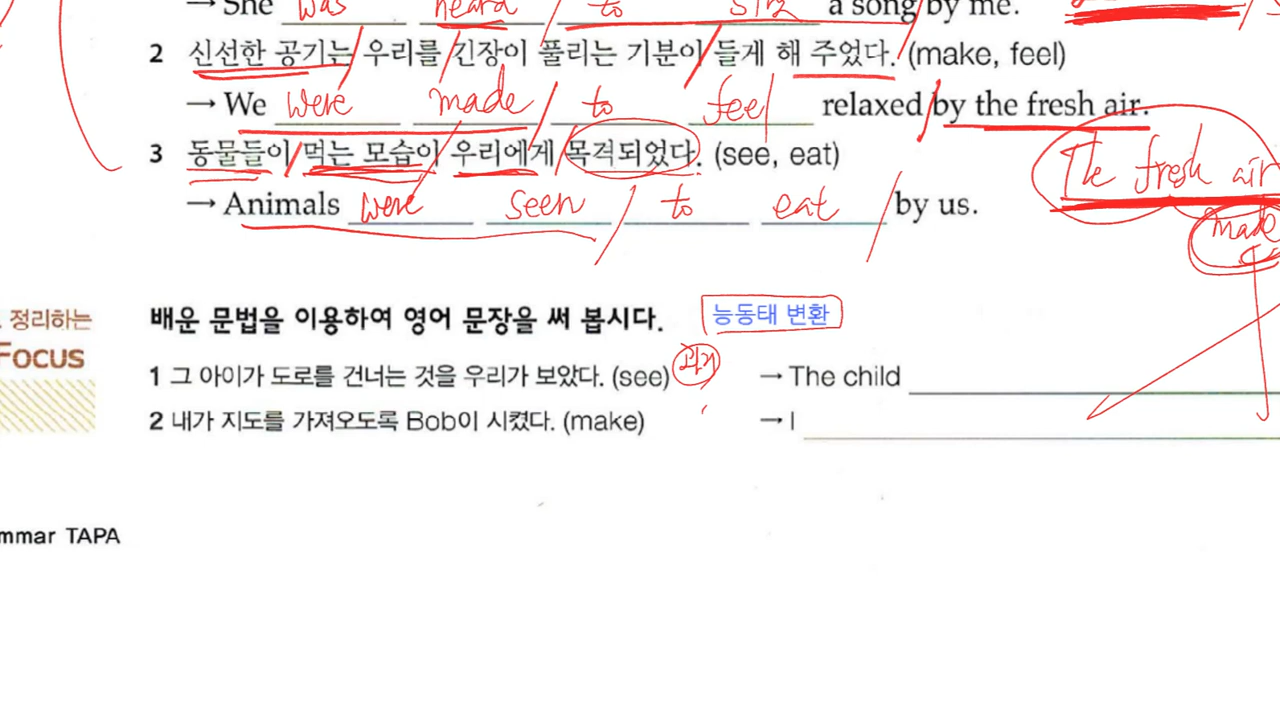 → She was heard to sing a song by me.
2 신선한 공기는 우리를 긴장이 풀리는 기분이 들게 해 주었다. (make, feel)
→ We were made to feel relaxed by the fresh air.
The fresh air
3 동물들이 먹는 모습이 우리에게 목격되었다. (see, eat)
made
→ Animals were seen to eat by us.
정리하는
Focus
배운 문법을 이용하여 영어 문장을 써 봅시다. 능동태 변환
1 그 아이가 도로를 건너는 것을 우리가 보았다. (see) 과거 → The child
2 내가 지도를 가져오도록 Bob이 시켰다. (make) → I
mmar TAPA